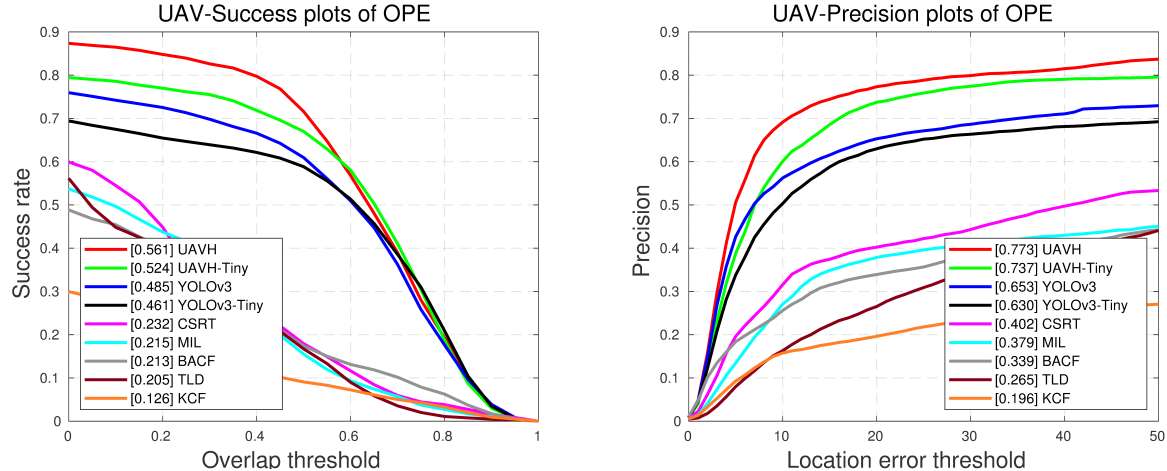 UAV-Success plots of OPE
Success rate
0.9
0.8
0.7
0.6
0.5
0.4
0.3
0.2
0.1
0
[0.561] UAVH
[0.524] UAVH-Tiny
[0.485] YOLOv3
[0.461] YOLOv3-Tiny
[0.232] CSRT
[0.215] MIL
[0.213] BACF
[0.205] TLD
[0.126] KCF
0 0.2 0.4 0.6 0.8 1
Overlap threshold
UAV-Precision plots of OPE
Precision
0.9
0.8
0.7
0.6
0.5
0.4
0.3
0.2
0.1
0
[0.773] UAVH
[0.737] UAVH-Tiny
[0.653] YOLOv3
[0.630] YOLOv3-Tiny
[0.402] CSRT
[0.379] MIL
[0.339] BACF
[0.265] TLD
[0.196] KCF
0 10 20 30 40 50
Location error threshold